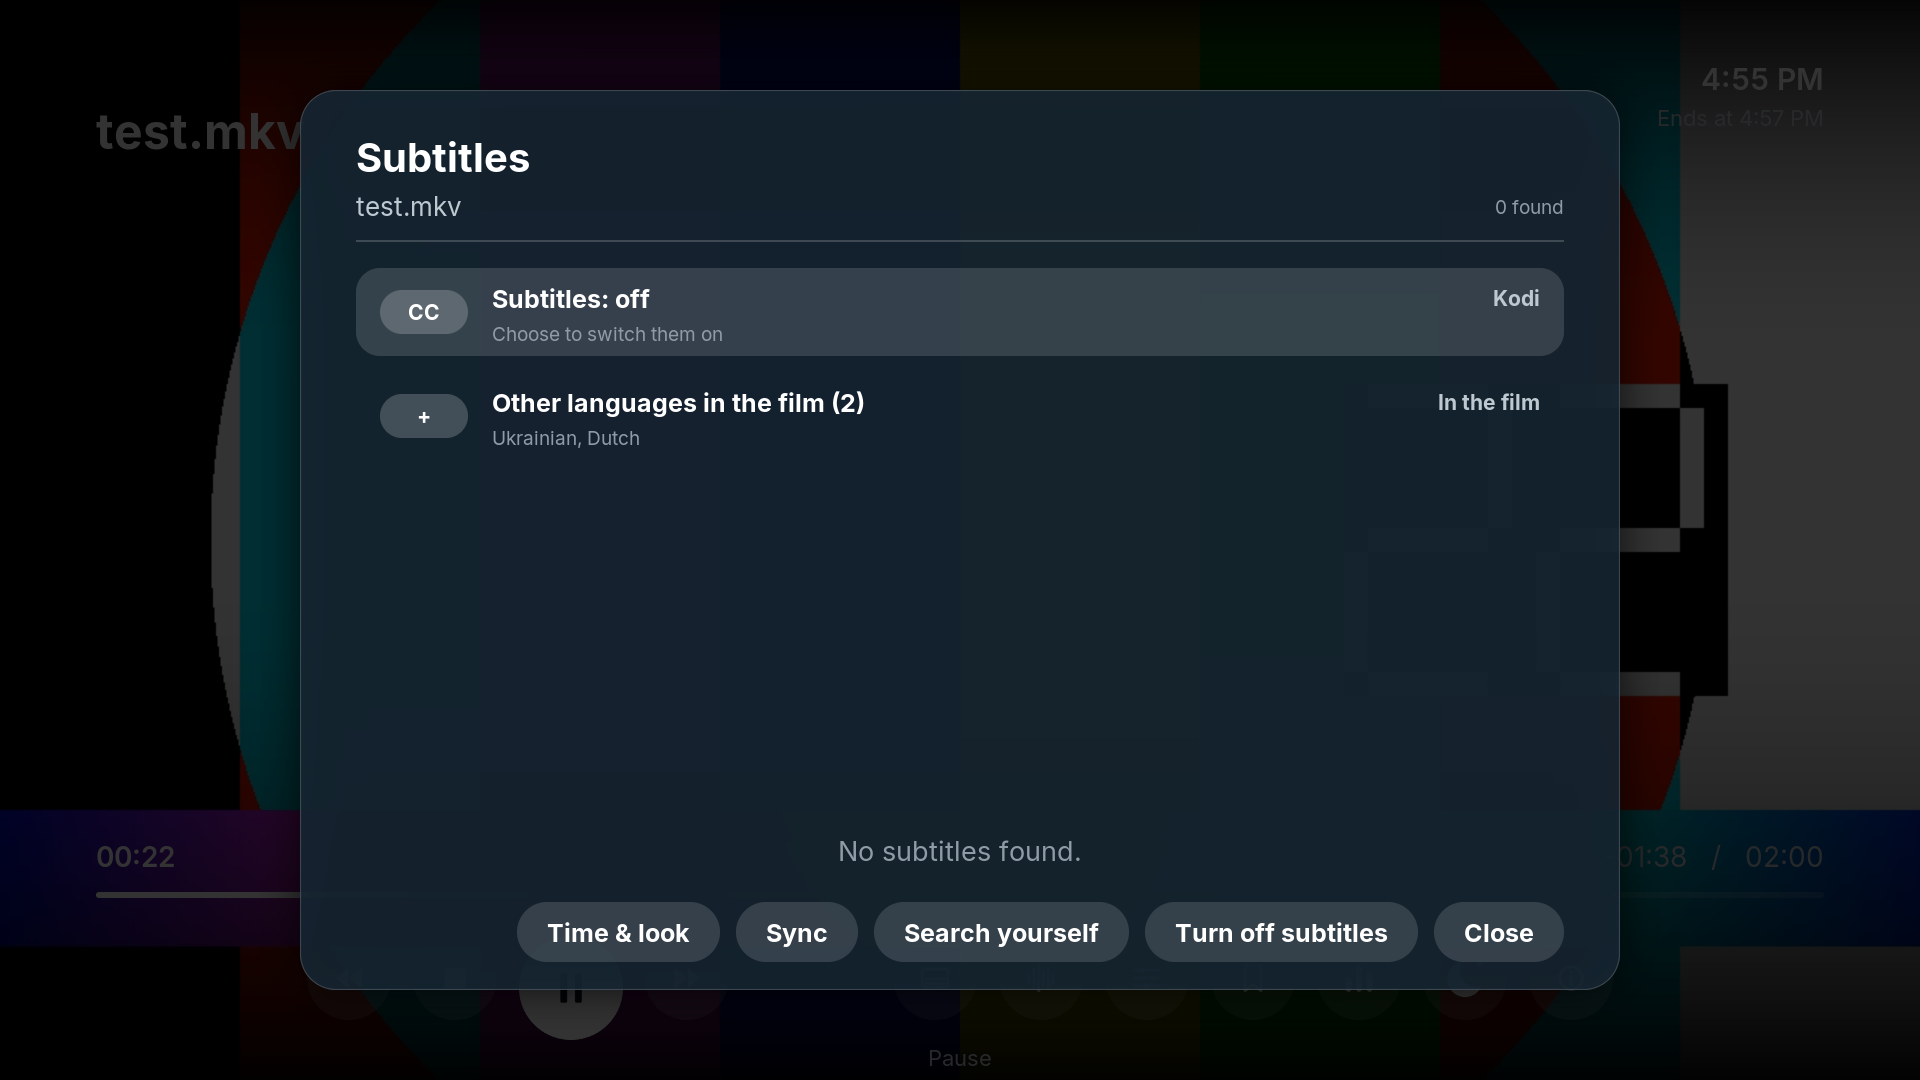 4:55 PM
Ends at 4:57 PM
test.mkv
Subtitles
test.mkv
0 found
CC
Subtitles: off
Kodi
Choose to switch them on
+
Other languages in the film (2)
In the film
Ukrainian, Dutch
No subtitles found.
00:22
01:38 / 02:00
Time & look
Sync
Search yourself
Turn off subtitles
Close
Pause